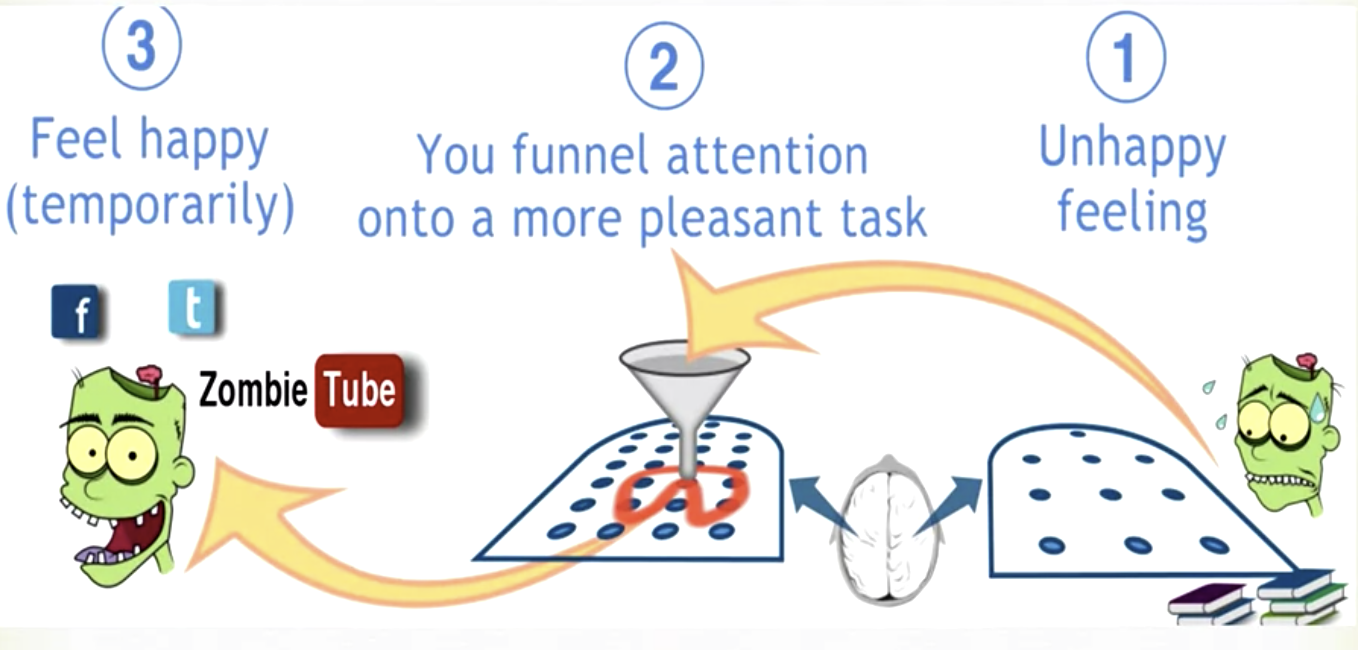 3
Feel happy
(temporarily)
2
You funnel attention
onto a more pleasant task
1
Unhappy
feeling
f
t
Zombie Tube